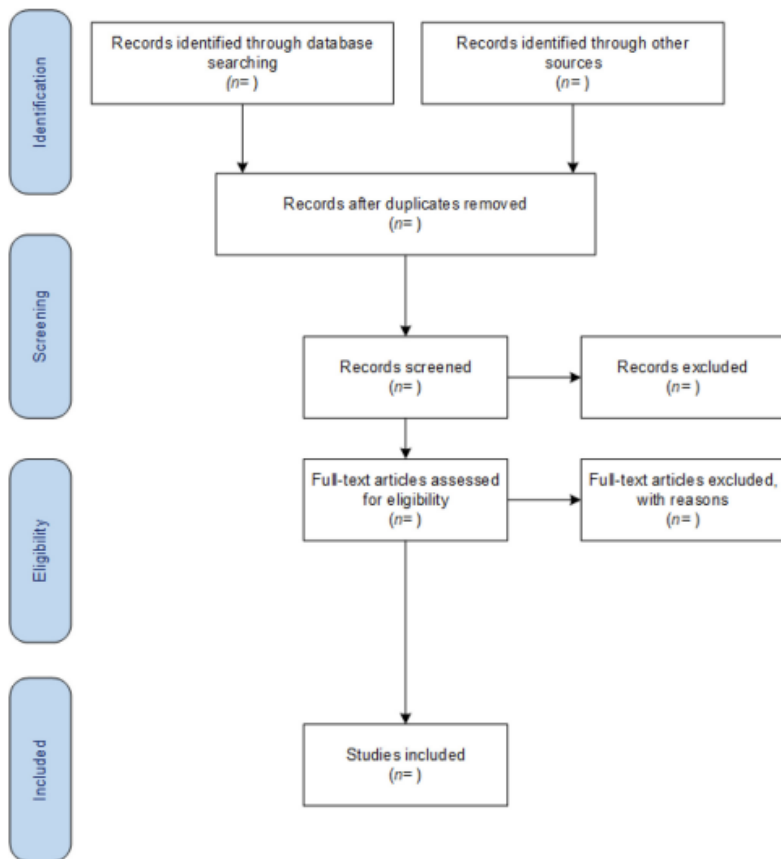 Identification
Records identified through database
searching
(n= )
Records identified through other
sources
(n= )
Records after duplicates removed
(n= )
Screening
Records screened
(n= )
Records excluded
(n= )
Eligibility
Full-text articles assessed
for eligibility
(n= )
Full-text articles excluded,
with reasons
(n= )
Included
Studies included
(n= )